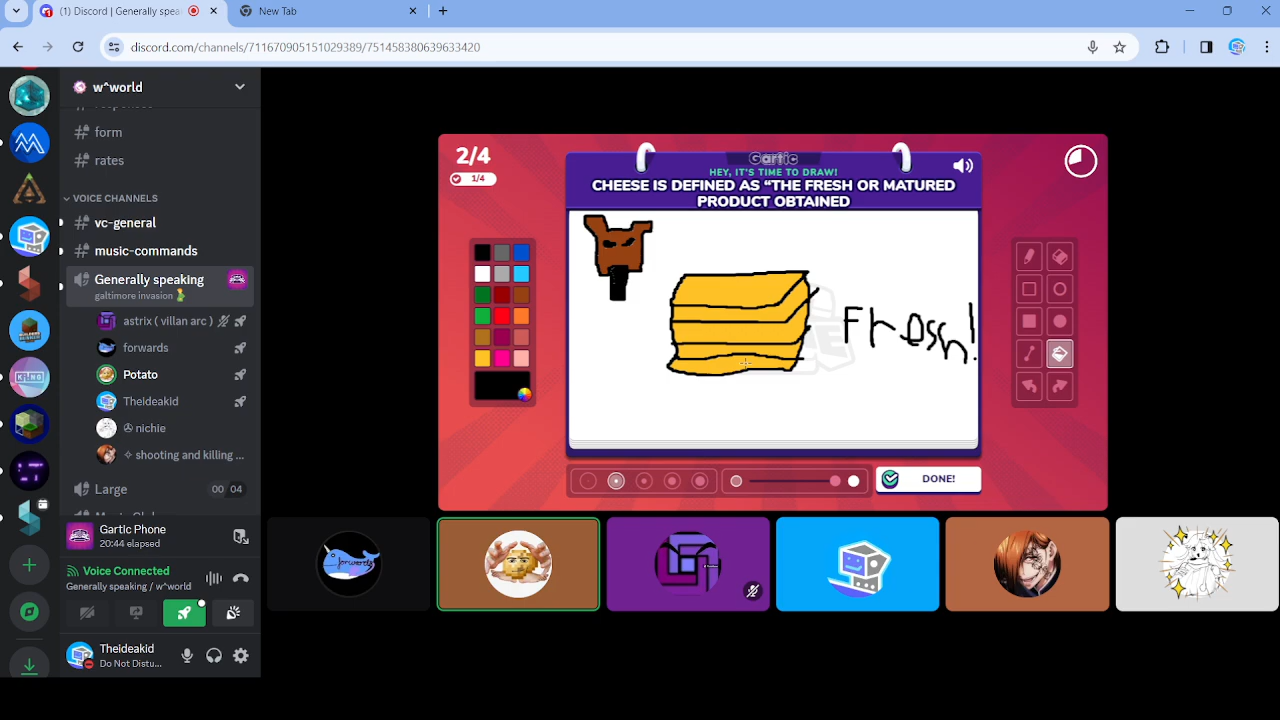 (1) Discord | Generally spea
New Tab
discord.com/channels/711670905151029389/751458380639633420
w^world
responses
form
rates
VOICE CHANNELS
vc-general
music-commands
Generally speaking
galtimore invasion
astrix ( villan arc )
forwards
Potato
Theideakid
nichie
shooting and killing ...
Large
00 04
Gartic Phone
20:44 elapsed
Voice Connected
Generally speaking / w^world
Theideakid
Do Not Distu...
2/4
1/4
Gartic
HEY, IT'S TIME TO DRAW!
CHEESE IS DEFINED AS “THE FRESH OR MATURED
PRODUCT OBTAINED
Fresh!
DONE!
forwords
KING